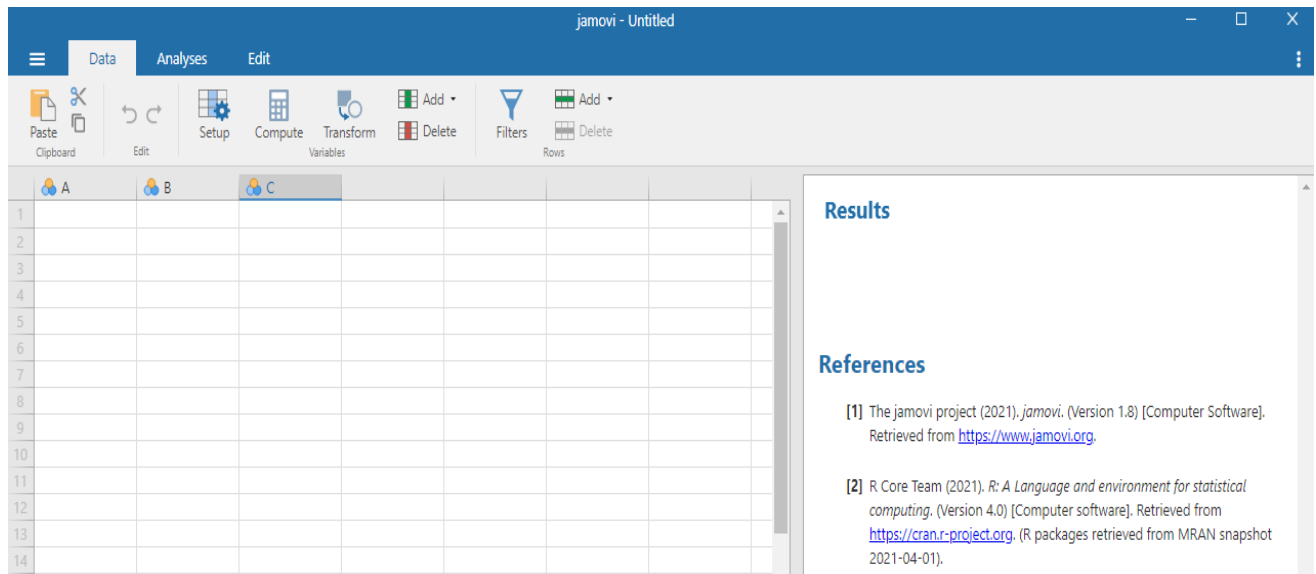 jamovi - Untitled
Data Analyses Edit
Paste Setup Compute Transform Add Delete Filters Add Delete
Clipboard Edit Variables Rows
A B C
1
2
3
4
5
6
7
8
9
10
11
12
13
14
Results
References
[1] The jamovi project (2021). jamovi. (Version 1.8) [Computer Software].
Retrieved from https://www.jamovi.org.
[2] R Core Team (2021). R: A Language and environment for statistical
computing. (Version 4.0) [Computer software]. Retrieved from
https://cran.r-project.org. (R packages retrieved from MRAN snapshot
2021-04-01).